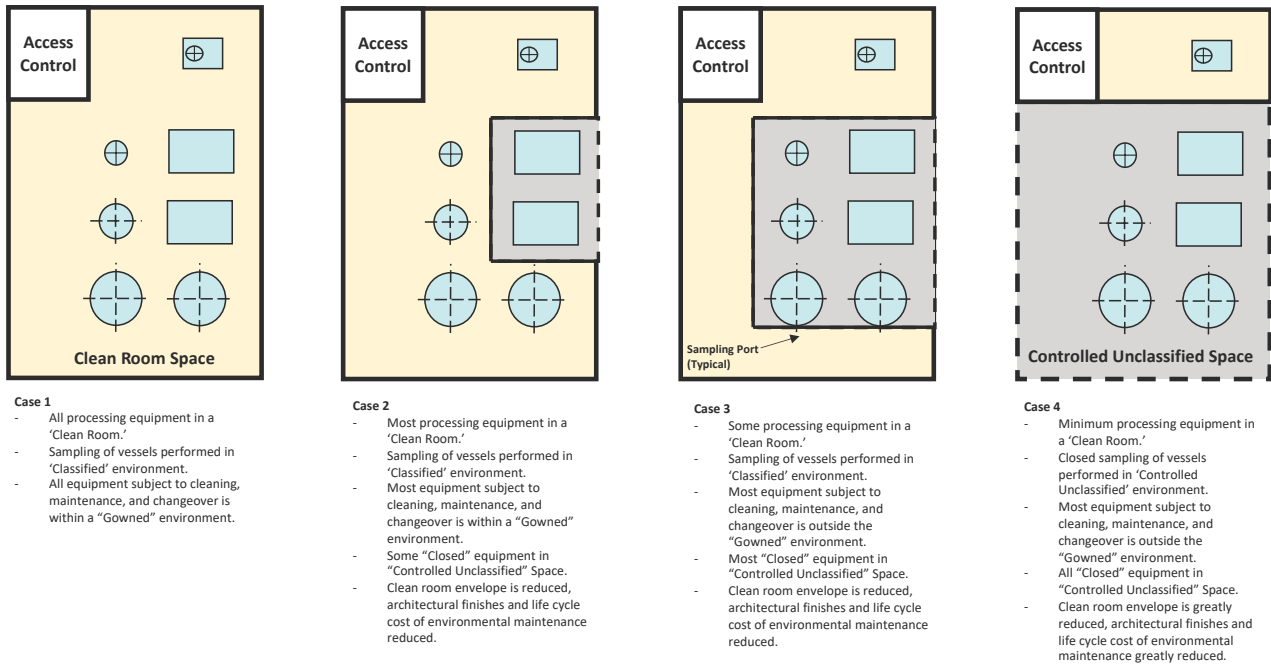 Access
Control
Clean Room Space
Access
Control
Access
Control
Sampling Port
(Typical)
Access
Control
Controlled Unclassified Space
Case 1
- All processing equipment in a
‘Clean Room.’
- Sampling of vessels performed in
‘Classified’ environment.
- All equipment subject to cleaning,
maintenance, and changeover is
within a “Gowned” environment.
Case 2
- Most processing equipment in a
‘Clean Room.’
- Sampling of vessels performed in
‘Classified’ environment.
- Most equipment subject to
cleaning, maintenance, and
changeover is within a “Gowned”
environment.
- Some “Closed” equipment in
“Controlled Unclassified” Space.
- Clean room envelope is reduced,
architectural finishes and life cycle
cost of environmental maintenance
reduced.
Case 3
- Some processing equipment in a
‘Clean Room.’
- Sampling of vessels performed in
‘Classified’ environment.
- Most equipment subject to
cleaning, maintenance, and
changeover is outside the
“Gowned” environment.
- Most “Closed” equipment in
“Controlled Unclassified” Space.
- Clean room envelope is reduced,
architectural finishes and life cycle
cost of environmental maintenance
reduced.
Case 4
- Minimum processing equipment in
a ‘Clean Room.’
- Closed sampling of vessels
performed in ‘Controlled
Unclassified’ environment.
- Most equipment subject to
cleaning, maintenance, and
changeover is outside the
“Gowned” environment.
- All “Closed” equipment in
“Controlled Unclassified” Space.
- Clean room envelope is greatly
reduced, architectural finishes and
life cycle cost of environmental
maintenance greatly reduced.